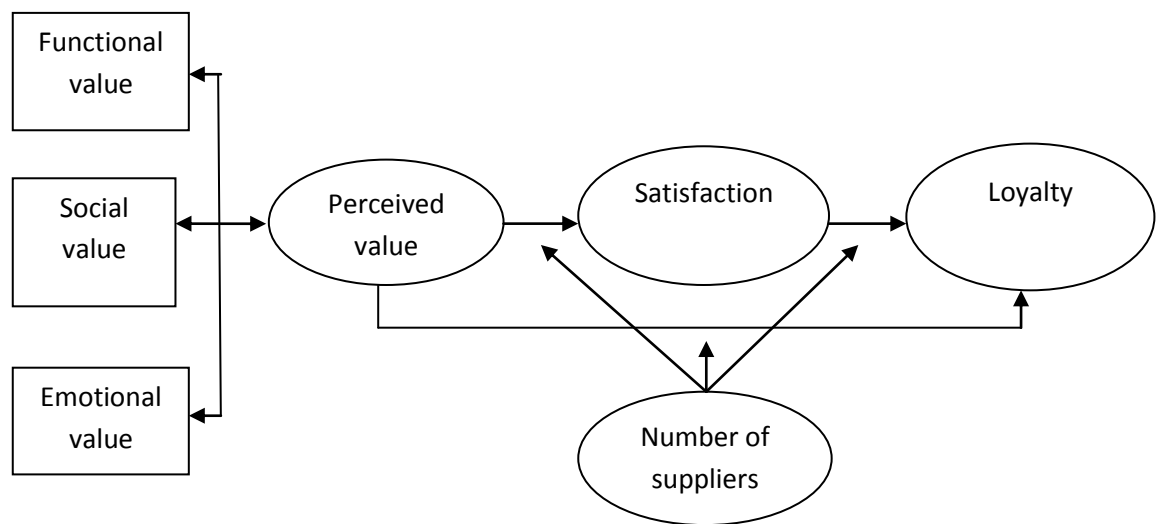 Functional
value
Social
value
Emotional
value
Perceived
value
Satisfaction
Loyalty
Number of
suppliers